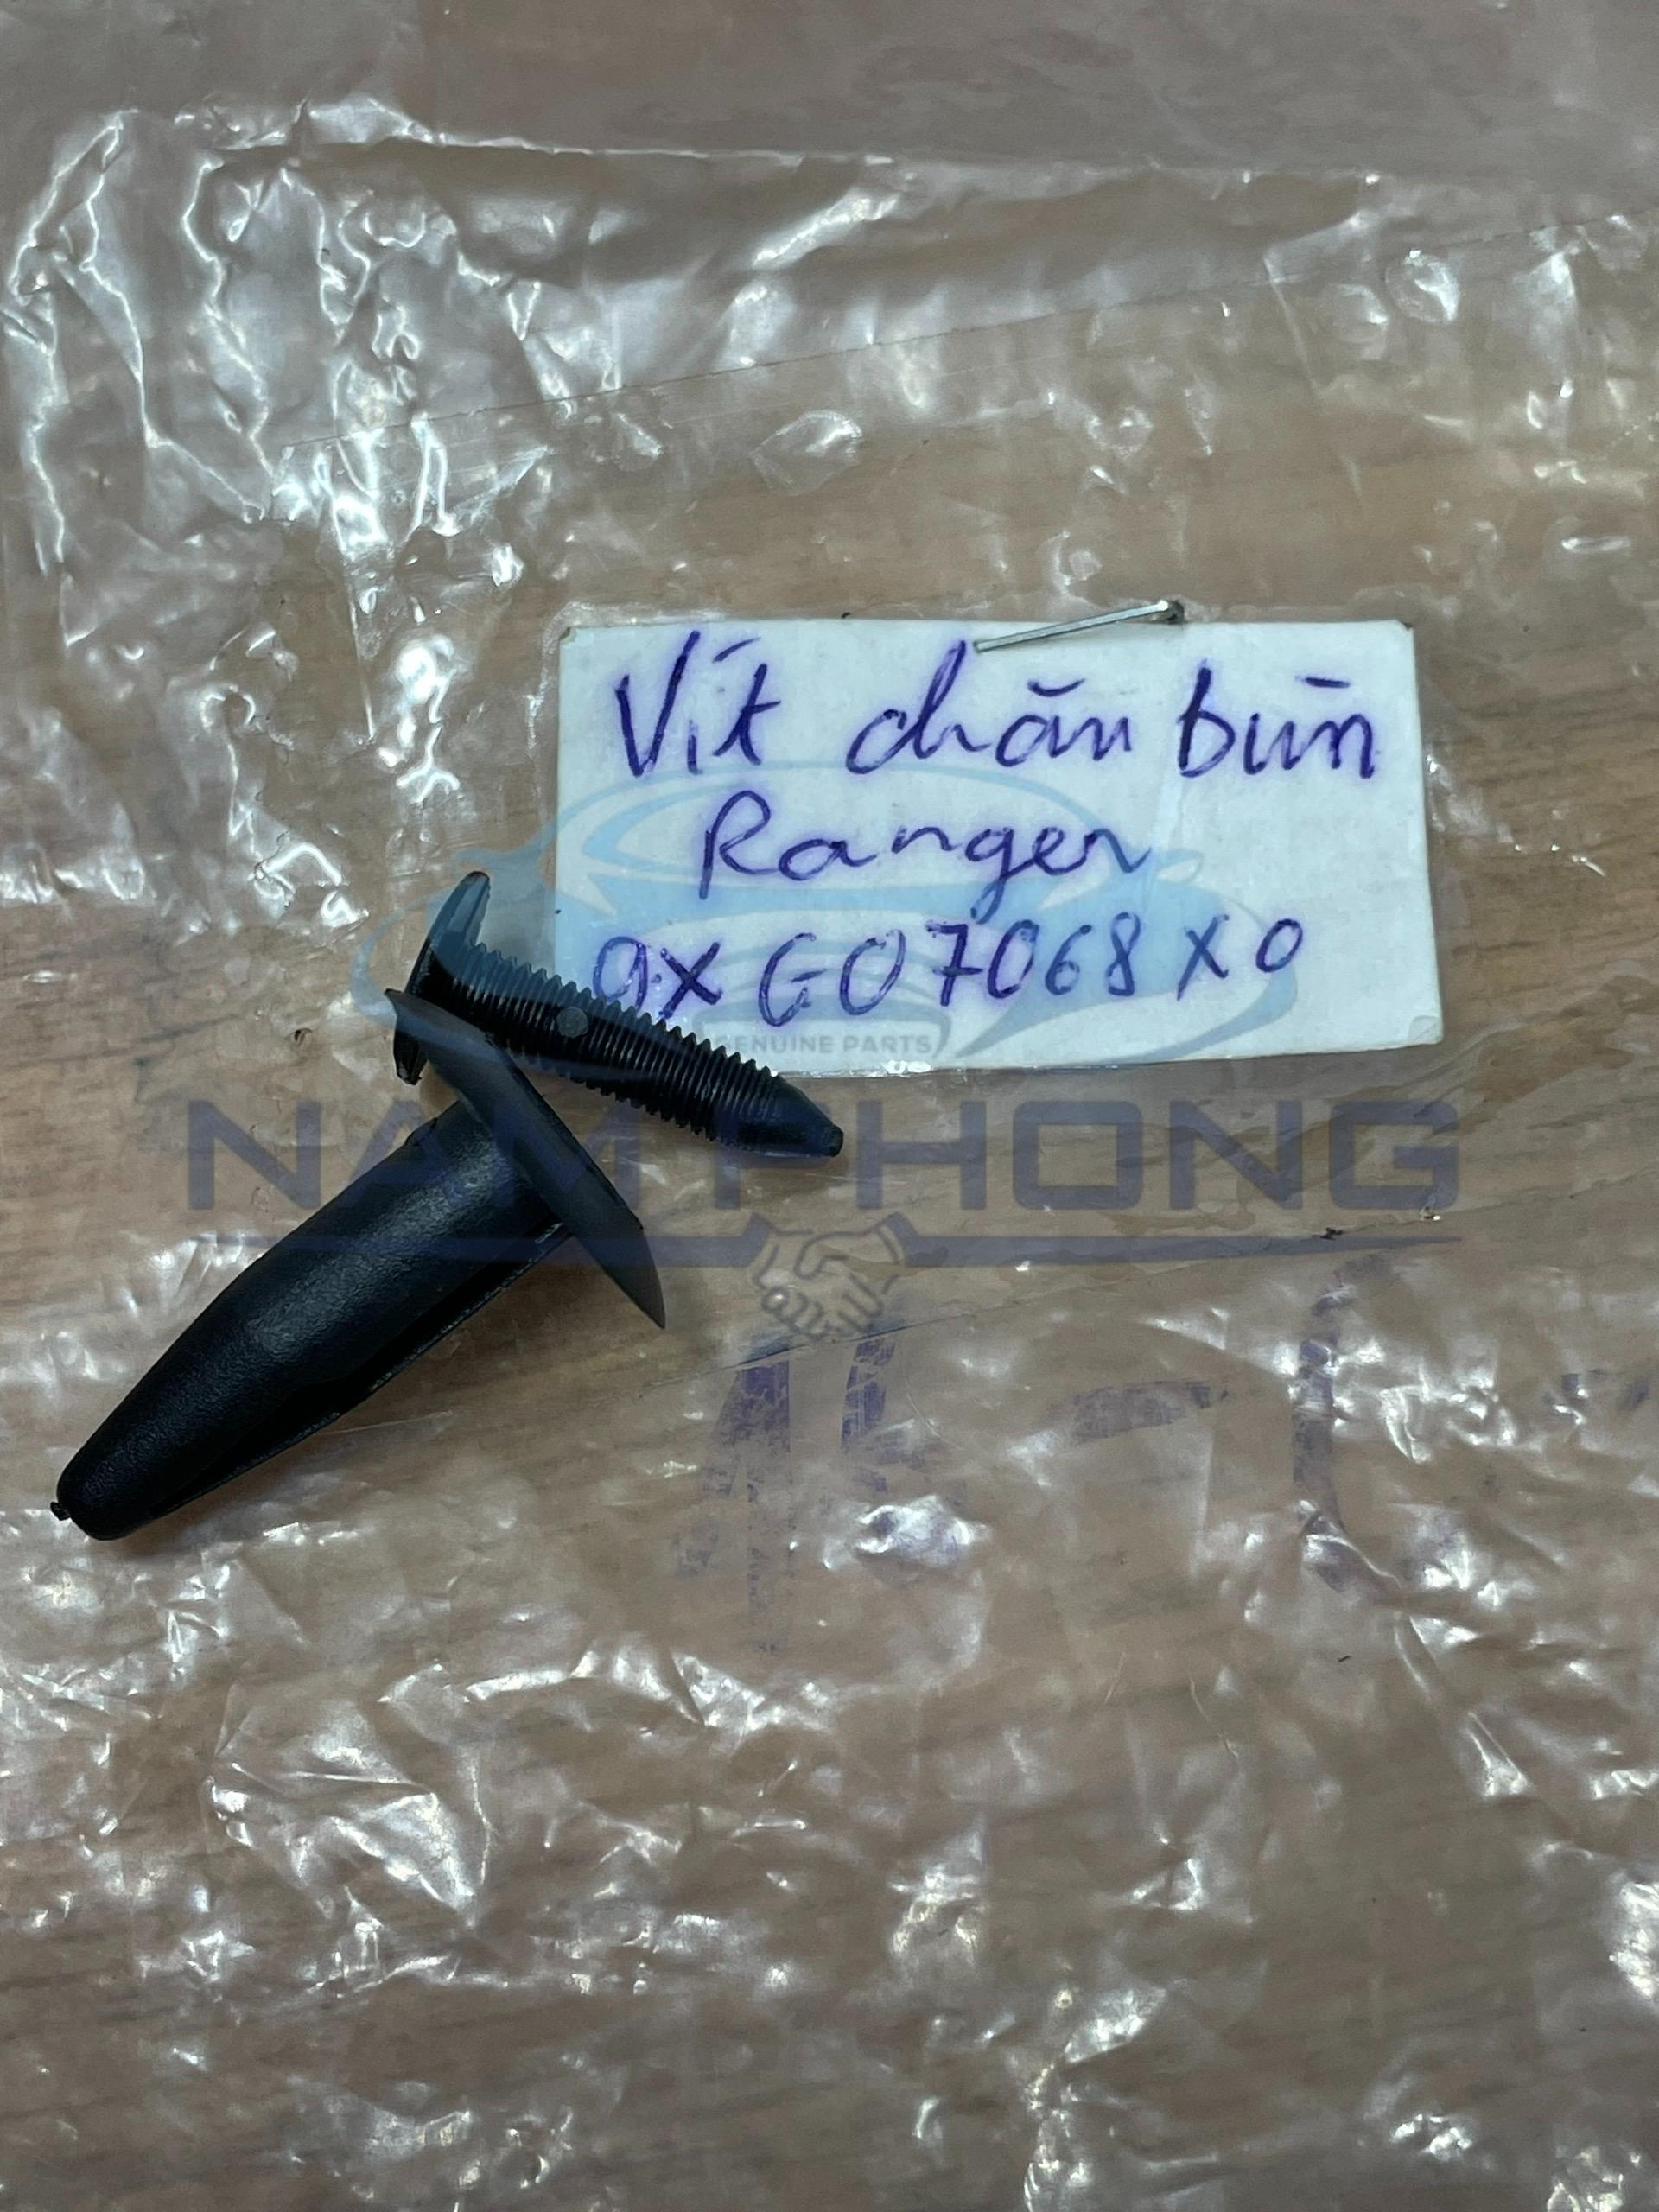 Vít chắn bùn
Ranger
9XG07068X0
GENUINE PARTS
NAM PHONG